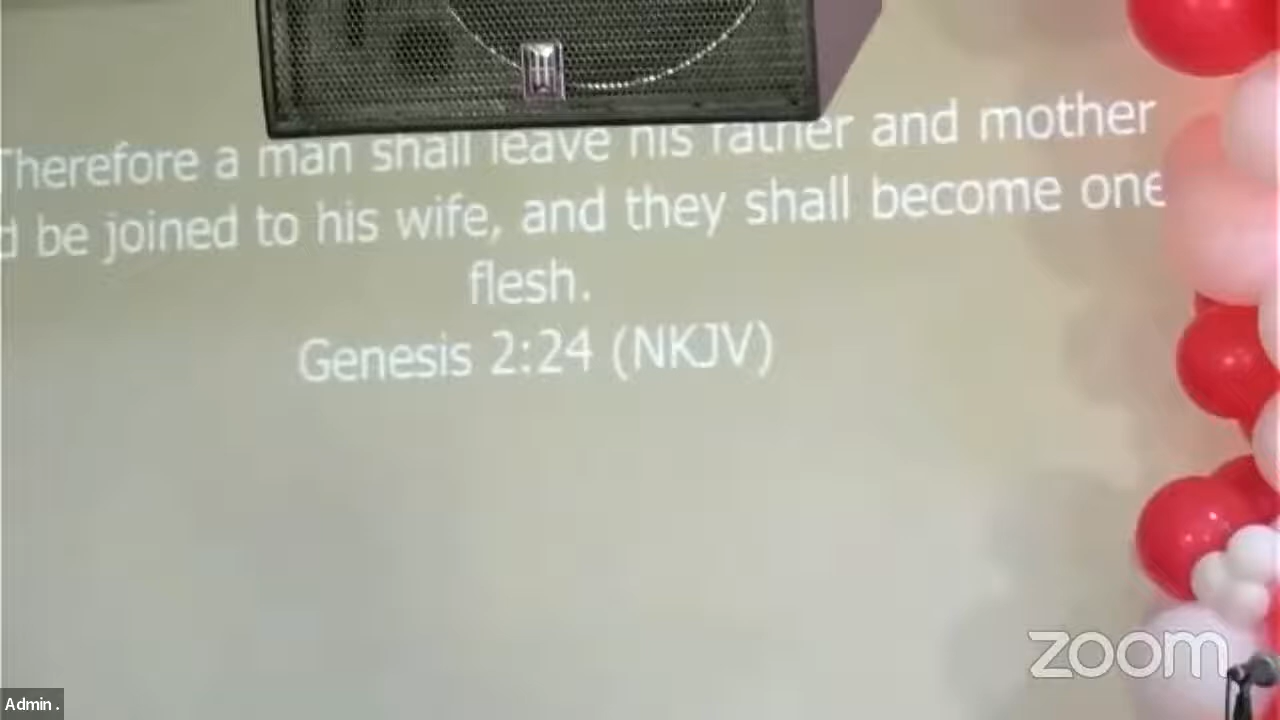 Therefore a man shall leave his father and mother
d be joined to his wife, and they shall become one
flesh.
Genesis 2:24 (NKJV)
zoom
Admin .